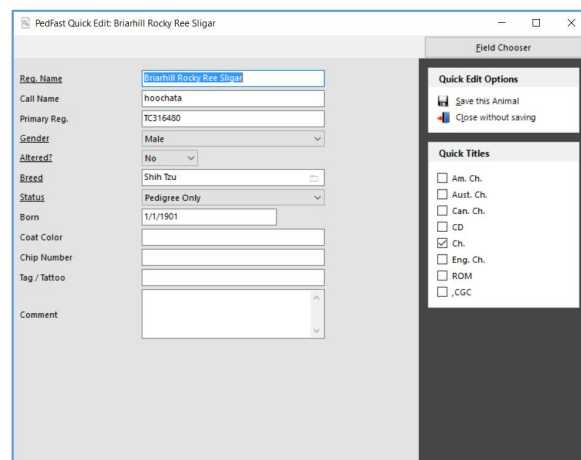 PedFast Quick Edit: Briarhill Rocky Ree Sligar
Field Chooser
Reg. Name Briarhill Rocky Ree Sligar
Call Name hoochata
Primary Reg. TC316480
Gender Male
Altered? No
Breed Shih Tzu
Status Pedigree Only
Born 1/1/1901
Coat Color
Chip Number
Tag / Tattoo
Comment
Quick Edit Options
Save this Animal
Close without saving
Quick Titles
Am. Ch.
Aust. Ch.
Can. Ch.
CD
Ch.
Eng. Ch.
ROM
,CGC